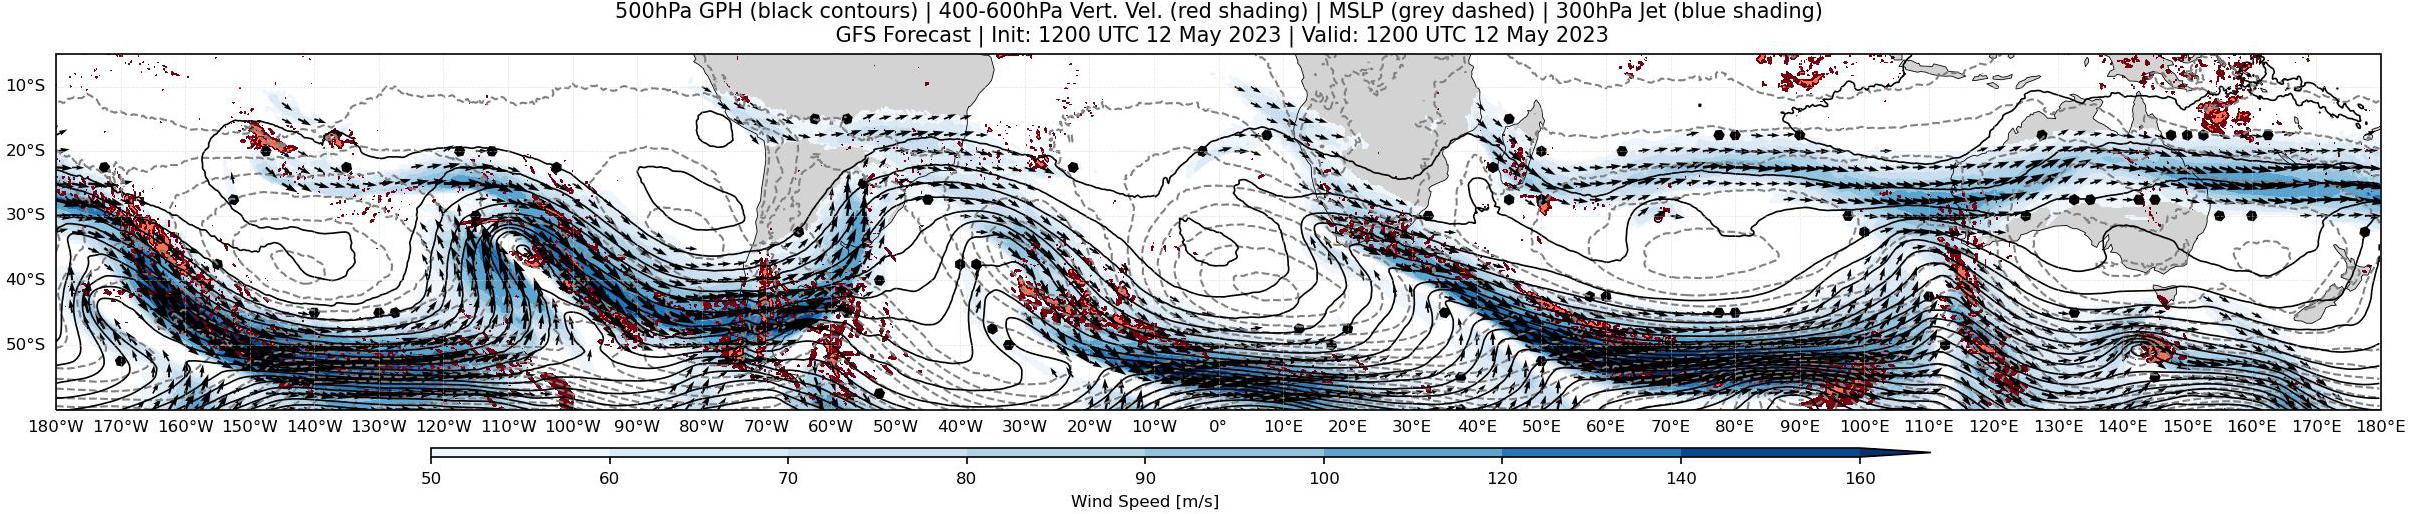 500hPa GPH (black contours) | 400-600hPa Vert. Vel. (red shading) | MSLP (grey dashed) | 300hPa Jet (blue shading)
GFS Forecast | Init: 1200 UTC 12 May 2023 | Valid: 1200 UTC 12 May 2023
10°S
20°S
30°S
40°S
50°S
180°W 170°W 160°W 150°W 140°W 130°W 120°W 110°W 100°W 90°W 80°W 70°W 60°W 50°W 40°W 30°W 20°W 10°W 0° 10°E 20°E 30°E 40°E 50°E 60°E 70°E 80°E 90°E 100°E 110°E 120°E 130°E 140°E 150°E 160°E 170°E 180°E
50 60 70 80 90 100 120 140 160
Wind Speed [m/s]